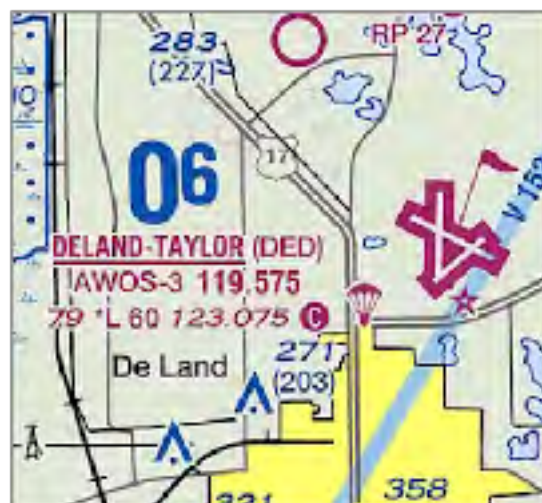 283
(227)
RP 27
17
06
V 152
DELAND-TAYLOR (DED)
AWOS-3 119.575
79 *L 60 123.075 C
De Land
271
(203)
358